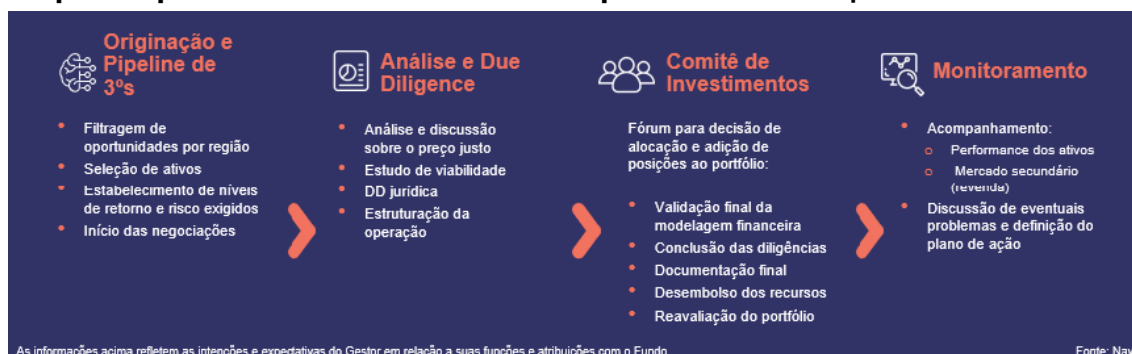 Originação e
Pipeline de
3ºs
Filtragem de
oportunidades por região
Seleção de ativos
Estabelecimento de níveis
de retorno e risco exigidos
Início das negociações
Análise e Due
Diligence
Análise e discussão
sobre o preço justo
Estudo de viabilidade
DD jurídica
Estruturação da
operação
Comitê de
Investimentos
Fórum para decisão de
alocação e adição de
posições ao portfólio:
Validação final da
modelagem financeira
Conclusão das diligências
Documentação final
Desembolso dos recursos
Reavaliação do portfólio
Monitoramento
Acompanhamento:
Performance dos ativos
Mercado secundário
(revenda)
Discussão de eventuais
problemas e definição do
plano de ação
As informações acima refletem as intenções e expectativas do Gestor em relação a suas funções e atribuições com o Fundo
Fonte: Nav